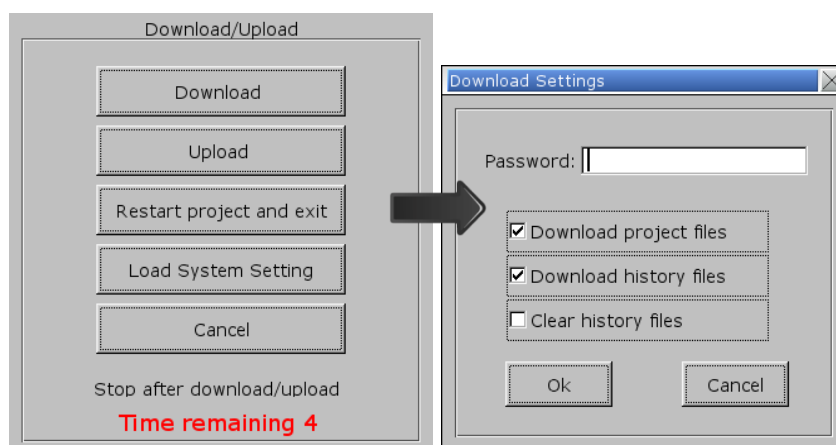 Download/Upload
Download
Upload
Restart project and exit
Load System Setting
Cancel
Stop after download/upload
Time remaining 4
Download Settings
Password:
Download project files
Download history files
Clear history files
Ok
Cancel